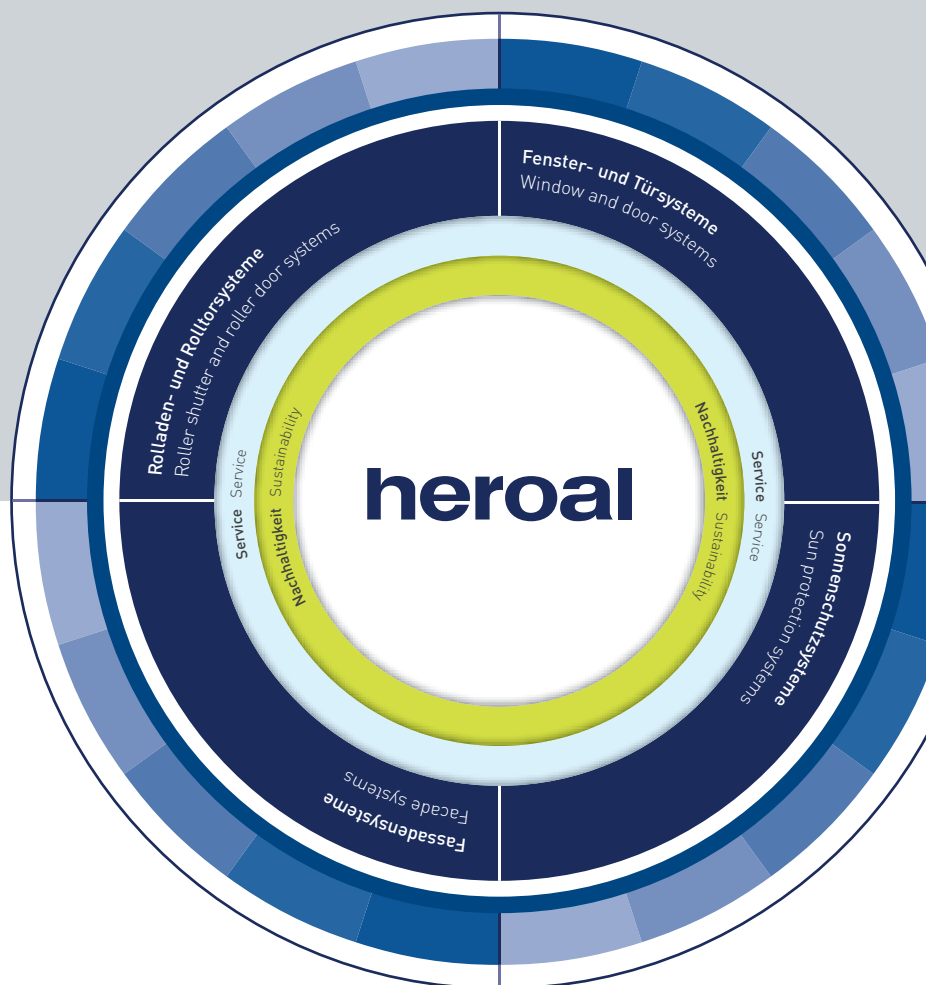 Fenster- und Türsysteme
Window and door systems
Rolladen- und Rolltorsysteme
Roller shutter and roller door systems
Service Service
Nachhaltigkeit Sustainability
heroal
Nachhaltigkeit Sustainability
Service Service
Sonnenschutzsysteme
Sun protection systems
Fassadensysteme
Facade systems